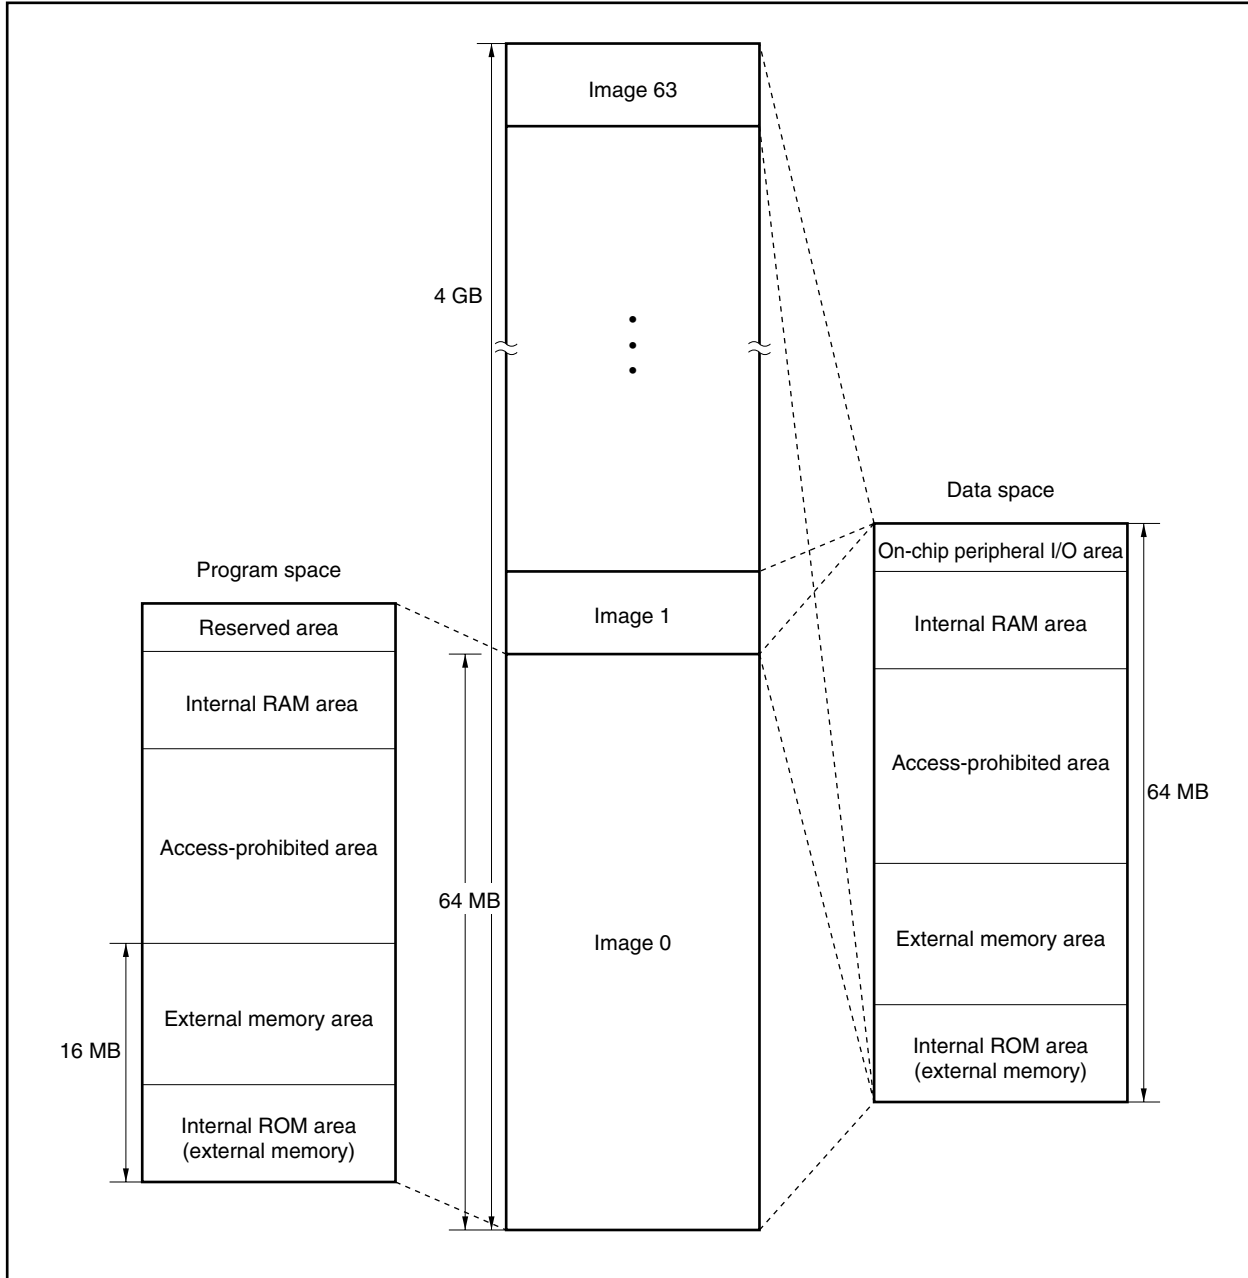 Image 63
4 GB
Data space
On-chip peripheral I/O area
Program space
Reserved area
Image 1
Internal RAM area
Internal RAM area
Access-prohibited area
64 MB
Access-prohibited area
64 MB
Image 0
External memory area
External memory area
16 MB
Internal ROM area
(external memory)
Internal ROM area
(external memory)